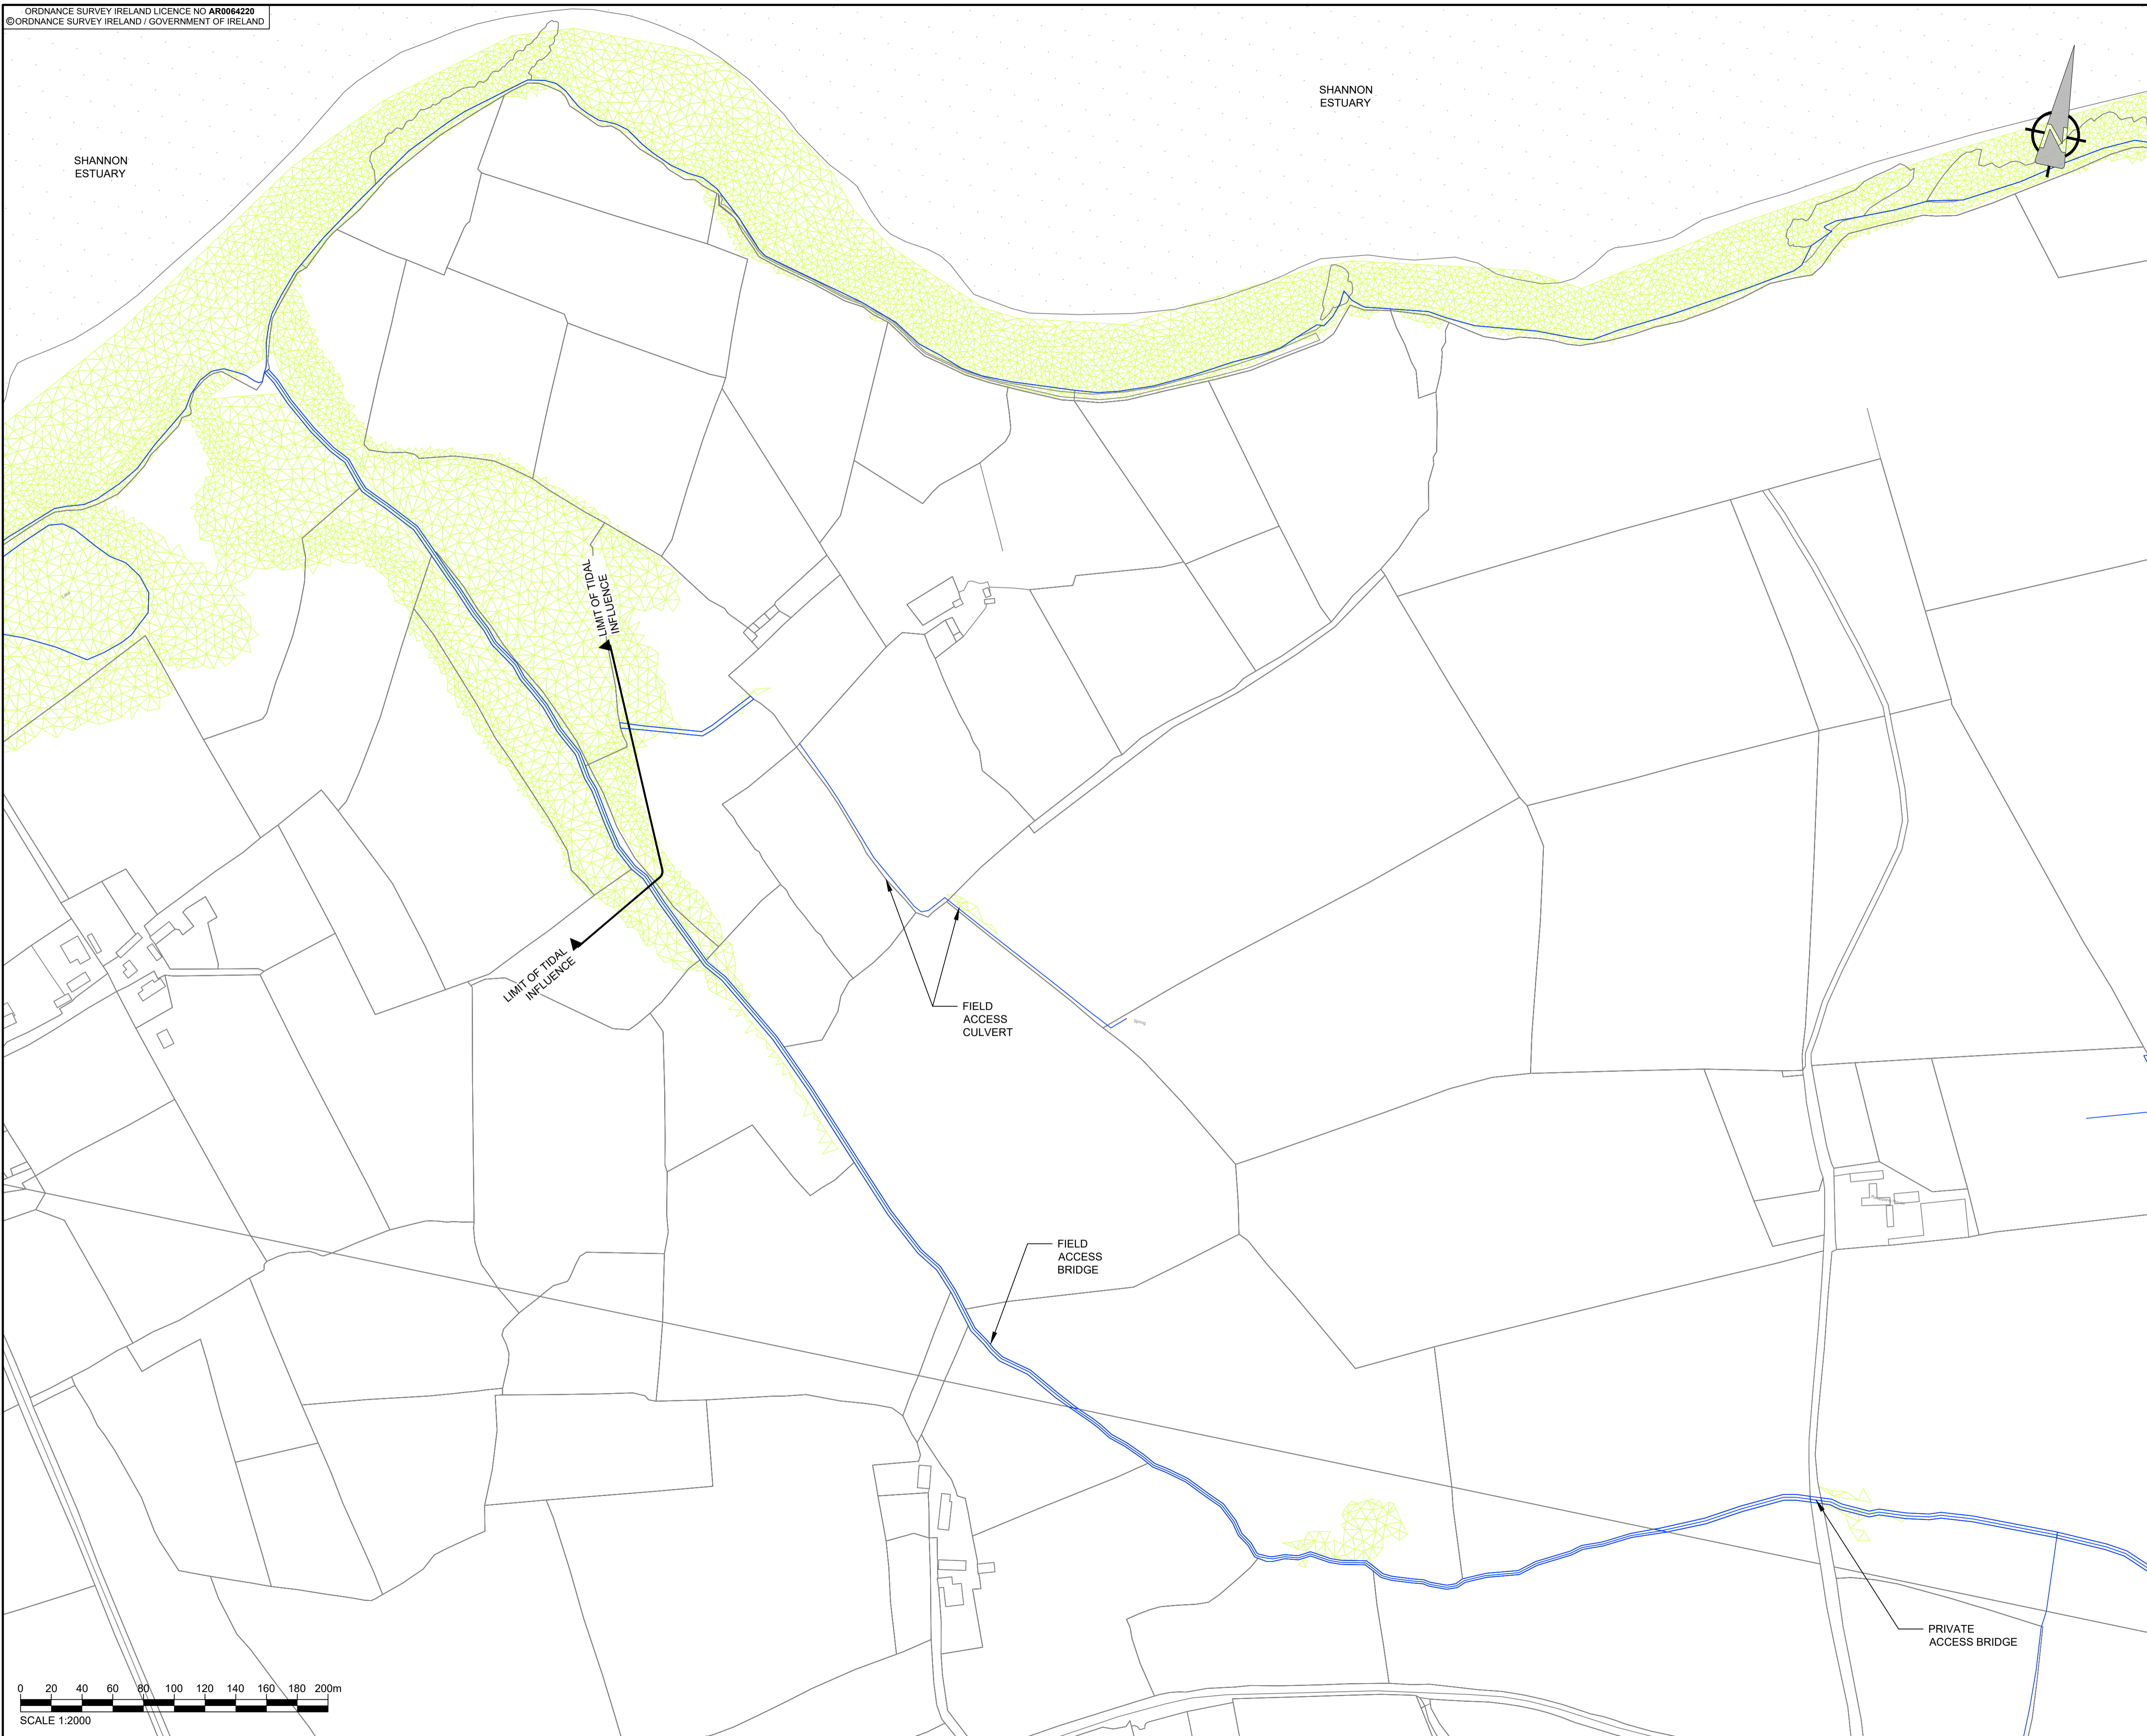 ORDNANCE SURVEY IRELAND LICENCE NO AR0064220
©ORDNANCE SURVEY IRELAND / GOVERNMENT OF IRELAND
SHANNON
ESTUARY
SHANNON
ESTUARY
N
LIMIT OF TIDAL
INFLUENCE
LIMIT OF TIDAL
INFLUENCE
FIELD
ACCESS
CULVERT
Spring
FIELD
ACCESS
BRIDGE
PRIVATE
ACCESS BRIDGE
0 20 40 60 80 100 120 140 160 180 200m
SCALE 1:2000